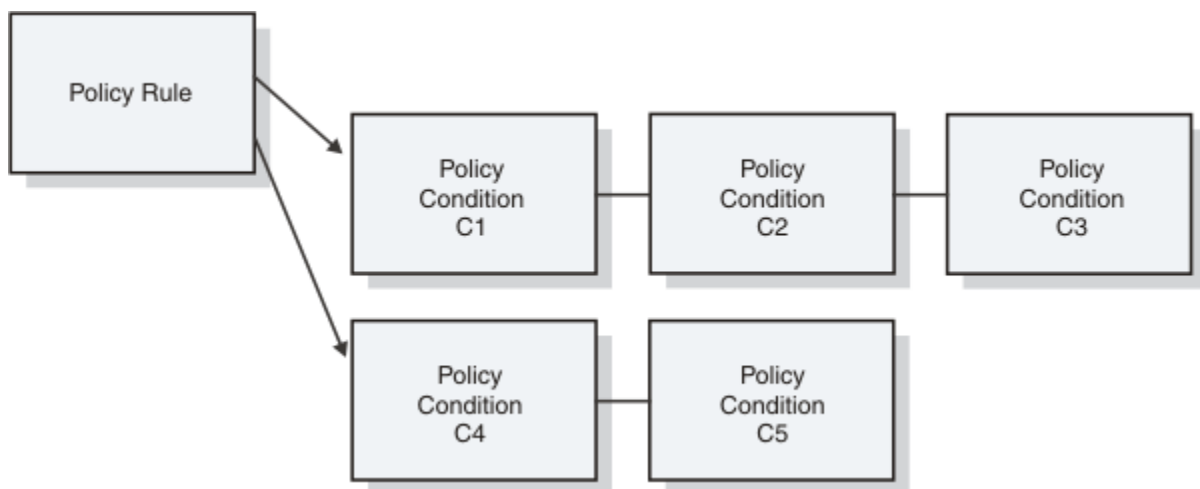 Policy Rule
Policy
Condition
C1
Policy
Condition
C2
Policy
Condition
C3
Policy
Condition
C4
Policy
Condition
C5